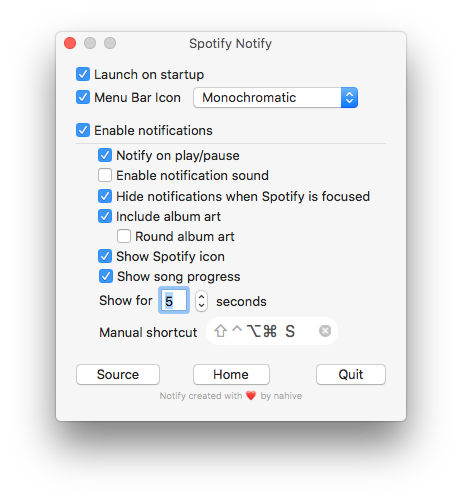 Spotify Notify
Launch on startup
Menu Bar Icon Monochromatic
Enable notifications
Notify on play/pause
Enable notification sound
Hide notifications when Spotify is focused
Include album art
Round album art
Show Spotify icon
Show song progress
Show for 5 seconds
Manual shortcut ⇧^⌥⌘ S
Source Home Quit
Notify created with ❤️ by nahive